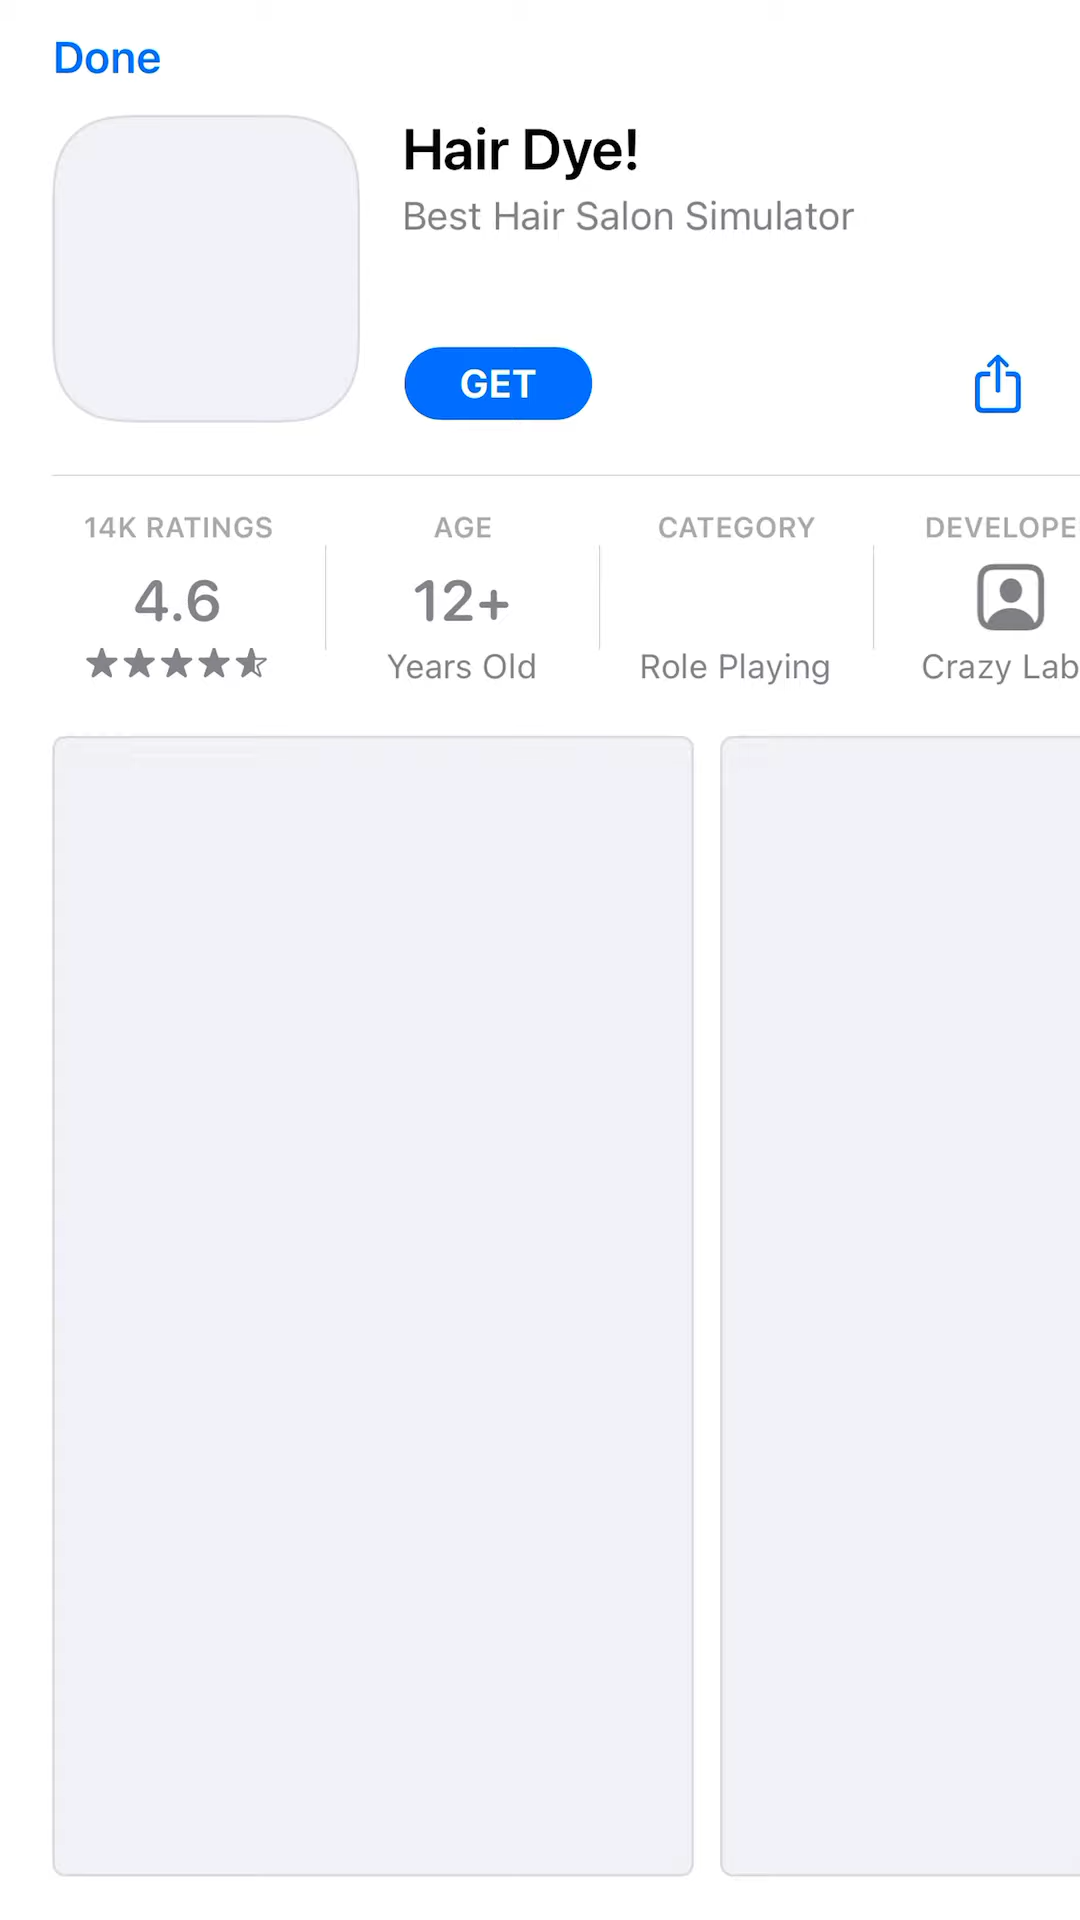 Done
Hair Dye!
Best Hair Salon Simulator
GET
14K RATINGS
AGE
CATEGORY
DEVELOPE
4.6
12+
Years Old
Role Playing
Crazy Lab